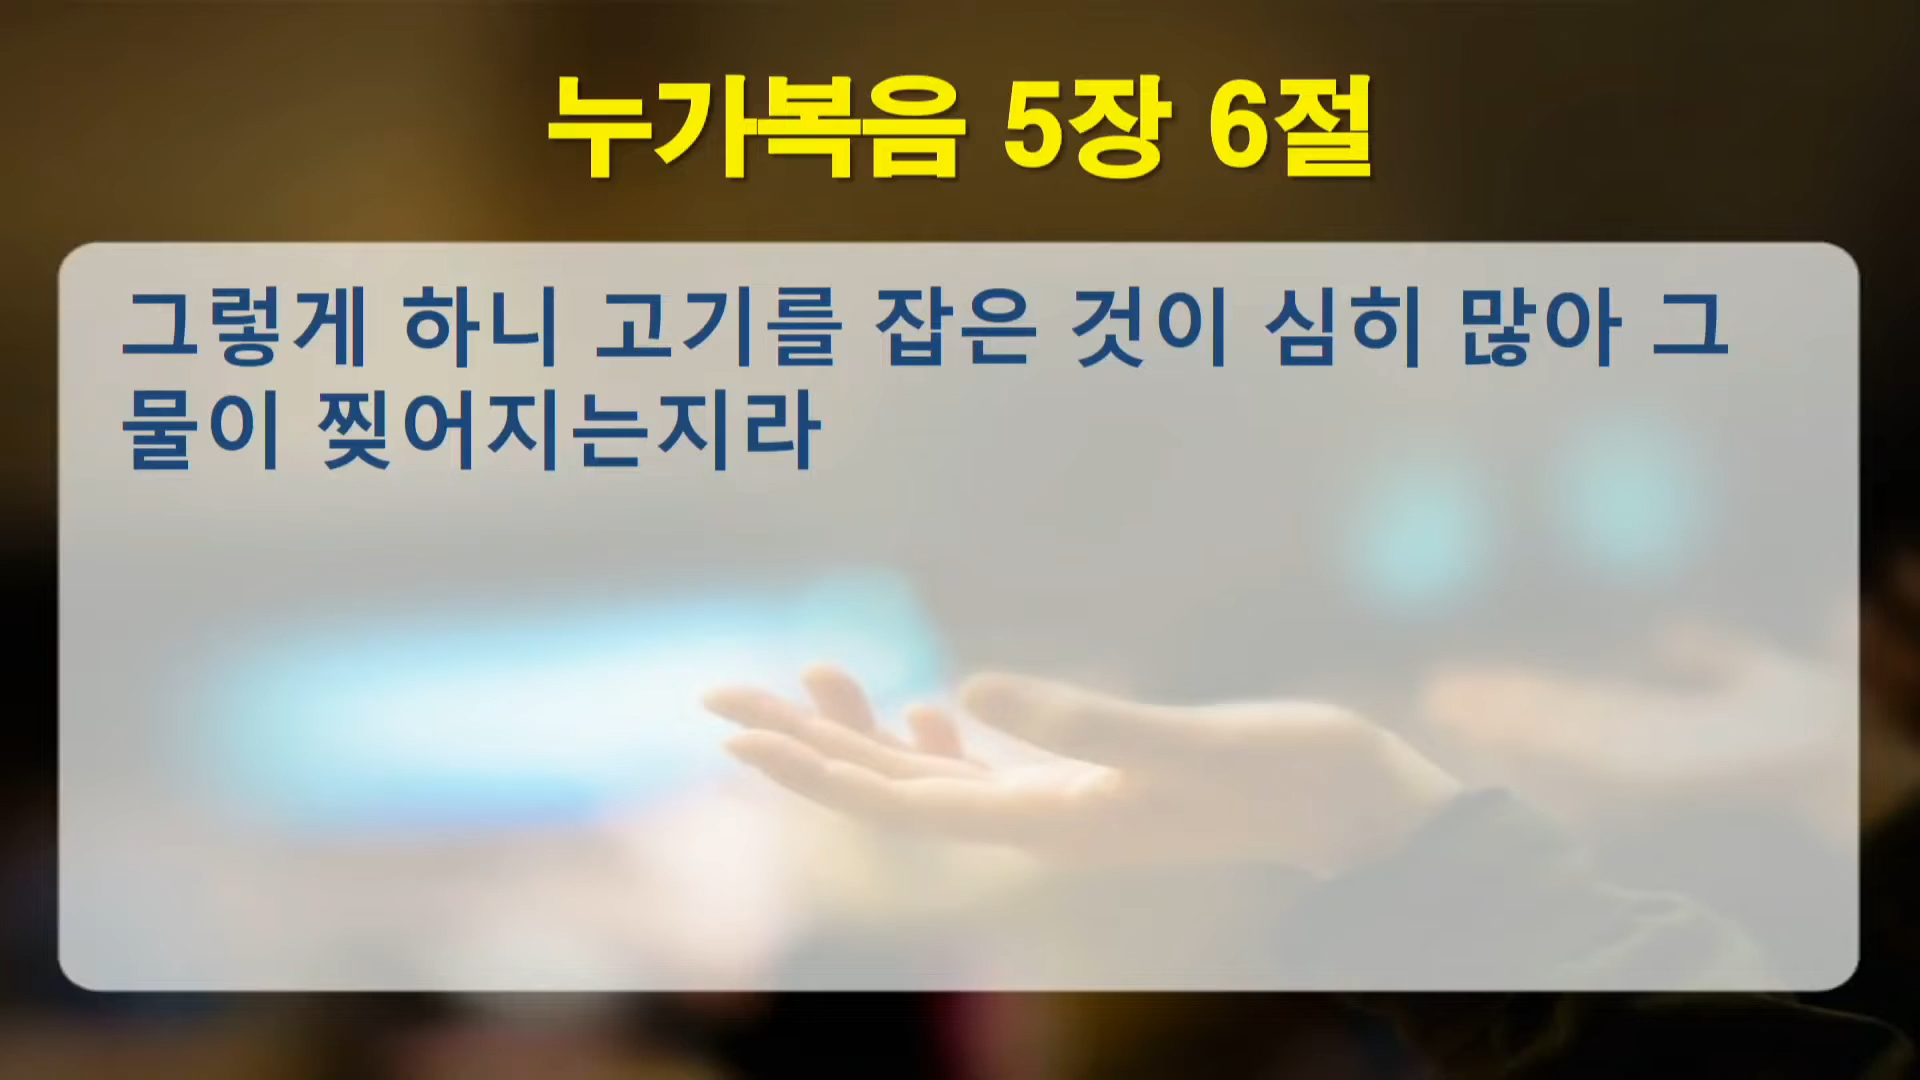 누가복음 5장 6절
그렇게 하니 고기를 잡은 것이 심히 많아 그
물이 찢어지는지라